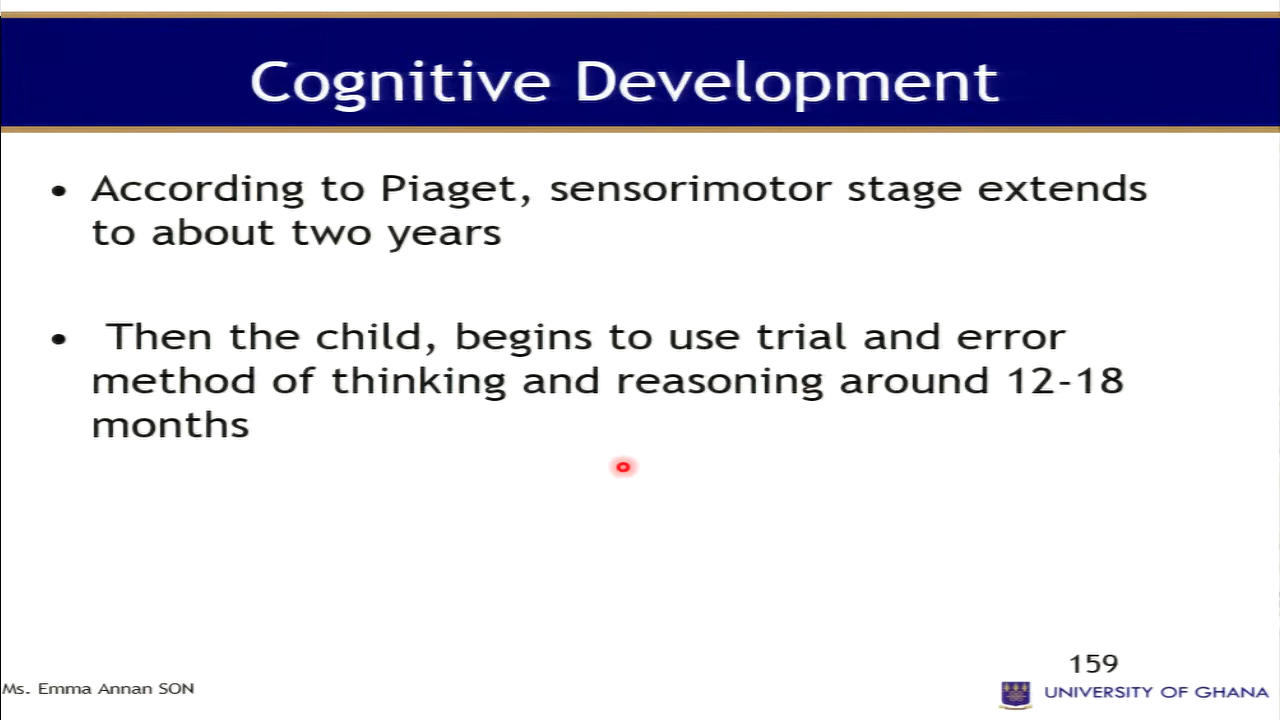 Cognitive Development
• According to Piaget, sensorimotor stage extends
to about two years
• Then the child, begins to use trial and error
method of thinking and reasoning around 12-18
months
159
Ms. Emma Annan SON
UNIVERSITY OF GHANA